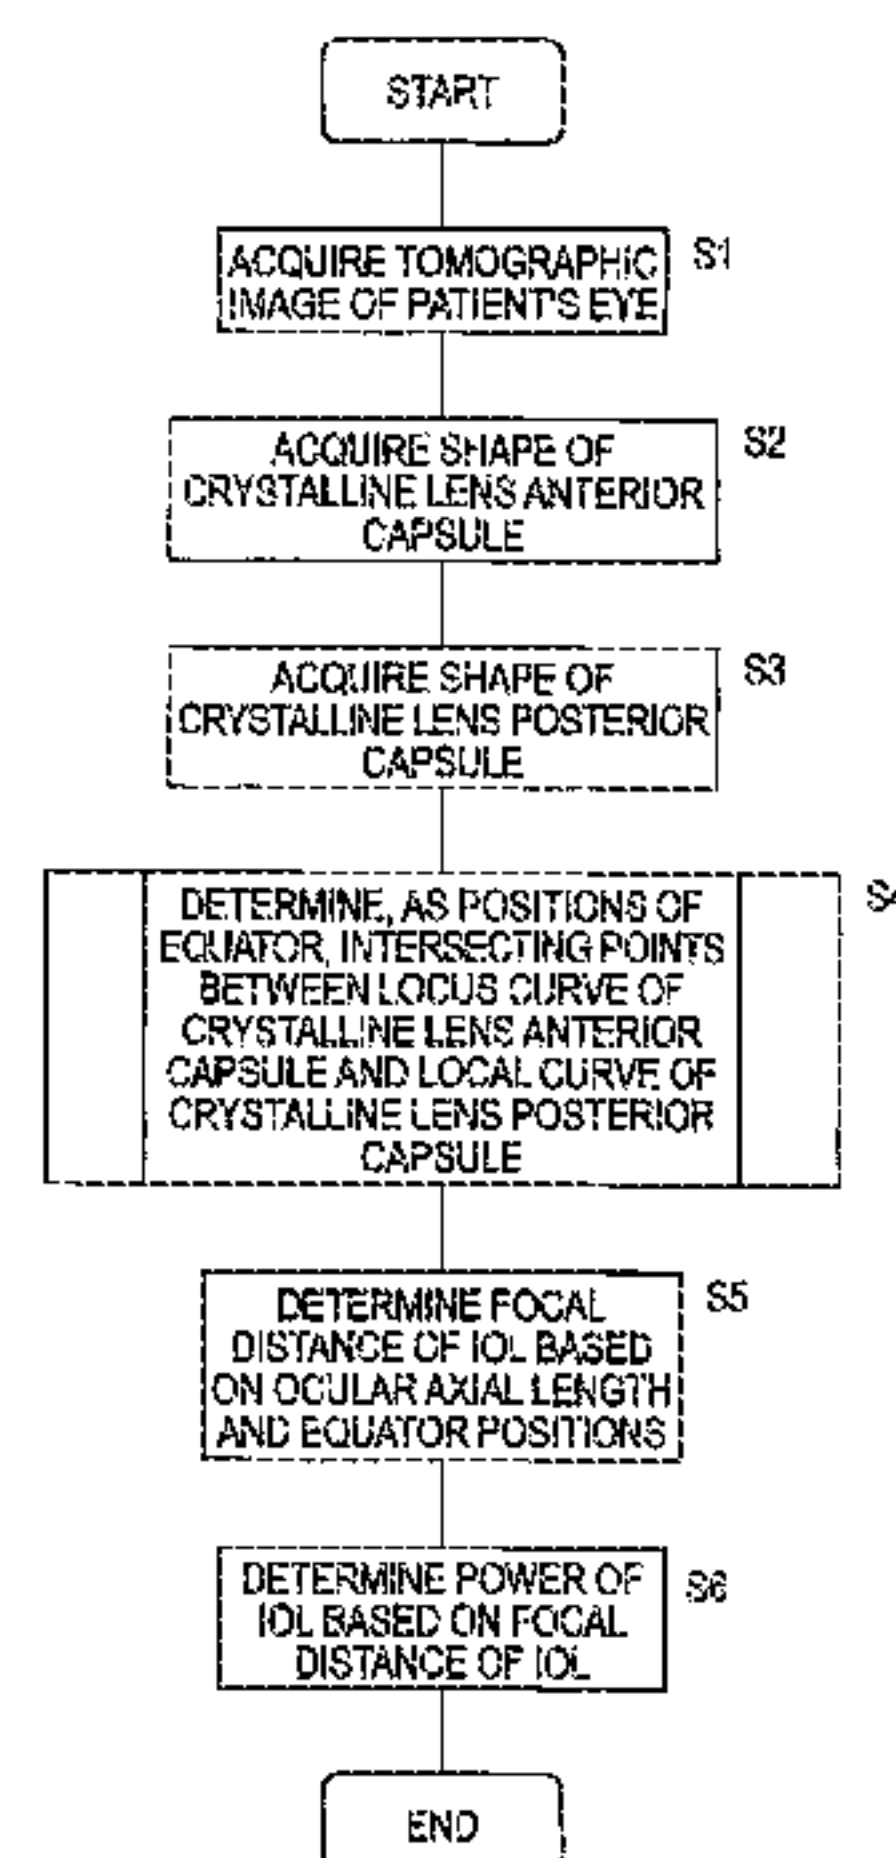 START
ACQUIRE TOMOGRAPHIC
IMAGE OF PATIENT'S EYE
S1
ACQUIRE SHAPE OF
CRYSTALLINE LENS ANTERIOR
CAPSULE
S2
ACQUIRE SHAPE OF
CRYSTALLINE LENS POSTERIOR
CAPSULE
S3
DETERMINE, AS POSITIONS OF
EQUATOR, INTERSECTING POINTS
BETWEEN LOCUS CURVE OF
CRYSTALLINE LENS ANTERIOR
CAPSULE AND LOCAL CURVE OF
CRYSTALLINE LENS POSTERIOR
CAPSULE
DETERMINE FOCAL
DISTANCE OF IOL BASED
ON OCULAR AXIAL LENGTH
AND EQUATOR POSITIONS
S5
DETERMINE POWER OF
IOL BASED ON FOCAL
DISTANCE OF IOL
S6
END